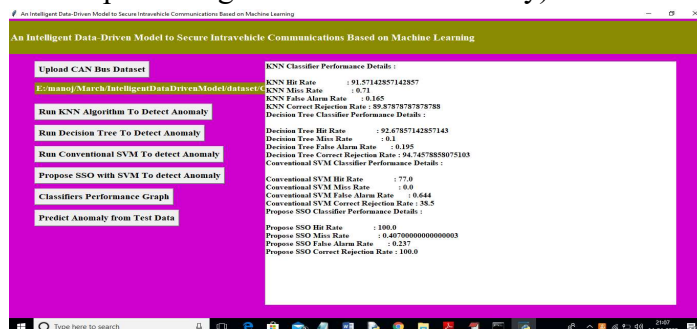 An Intelligent Data-Driven Model to Secure Intravehicle Communications Based on Machine Learning
An Intelligent Data-Driven Model to Secure Intravehicle Communications Based on Machine Learning
Upload CAN Bus Dataset
E:/manoj/March/IntelligentDataDrivenModel/dataset/C
Run KNN Algorithm To Detect Anomaly
Run Decision Tree To Detect Anomaly
Run Conventional SVM To detect Anomaly
Propose SSO with SVM To detect Anomaly
Classifiers Performance Graph
Predict Anomaly from Test Data
KNN Classifier Performance Details :
KNN Hit Rate : 91.57142857142857
KNN Miss Rate : 0.71
KNN False Alarm Rate : 0.165
KNN Correct Rejection Rate : 89.87878787878788
Decision Tree Classifier Performance Details :
Decision Tree Hit Rate : 92.67857142857143
Decision Tree Miss Rate : 0.1
Decision Tree False Alarm Rate : 0.195
Decision Tree Correct Rejection Rate : 94.74578858075103
Conventional SVM Classifier Performance Details :
Conventional SVM Hit Rate : 77.0
Conventional SVM Miss Rate : 0.0
Conventional SVM False Alarm Rate : 0.644
Conventional SVM Correct Rejection Rate : 38.5
Propose SSO Classifier Performance Details :
Propose SSO Hit Rate : 100.0
Propose SSO Miss Rate : 0.40700000000000003
Propose SSO False Alarm Rate : 0.237
Propose SSO Correct Rejection Rate : 100.0
Type here to search
21:07